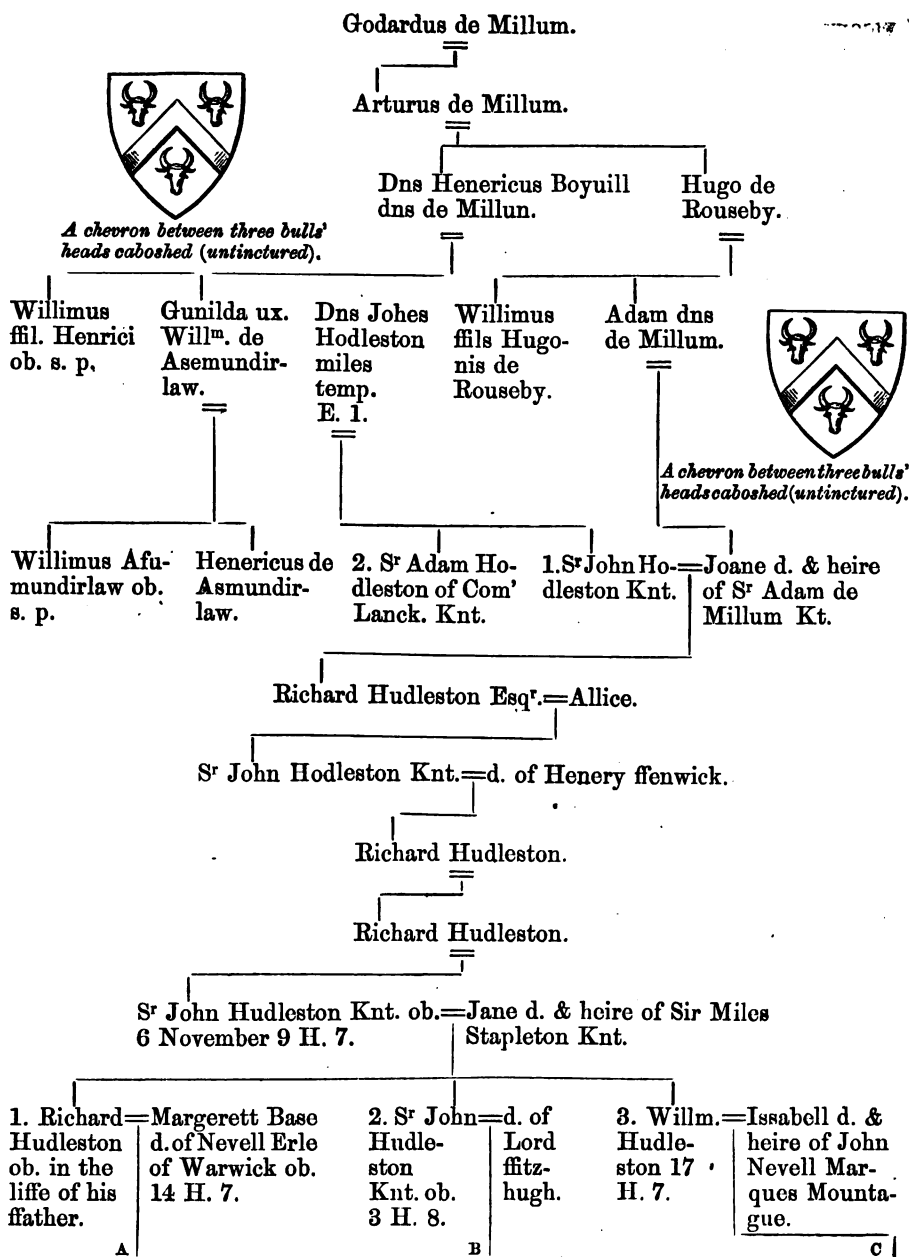 Godardus de Millum.
Arturus de Millum.
Dns Henericus Boyuill
dns de Millun.
Hugo de
Rouseby.
A chevron between three bulls'
heads caboshed (untinctured).
Willimus
ffil. Henrici
ob. s. p.
Gunilda ux.
Willm. de
Asemundir-
law.
Dns Johes
Hodleston
miles
temp.
E. 1.
Willimus
ffils Hugo-
nis de
Rouseby.
Adam dns
de Millum.
A chevron between three bulls'
heads caboshed (untinctured).
Willimus Afu-
mundirlaw ob.
s. p.
Henericus de
Asmundir-
law.
2. Sr Adam Ho-
dleston of Com'
Lanck. Knt.
1. Sr John Ho-
dleston Knt.
=Joane d. & heire
of Sr Adam de
Millum Kt.
Richard Hudleston Esqr.=Allice.
Sr John Hodleston Knt.=d. of Henery ffenwick.
Richard Hudleston.
Richard Hudleston.
Sr John Hudleston Knt. ob.=Jane d. & heire of Sir Miles
6 November 9 H. 7. Stapleton Knt.
1. Richard
Hudleston
ob. in the
liffe of his
ffather.
=Margerett Base
d. of Nevell Erle
of Warwick ob.
14 H. 7.
2. Sr John
Hudle-
ston
Knt. ob.
3 H. 8.
=d. of
Lord
ffitz-
hugh.
3. Willm.
Hudle-
ston 17
H. 7.
=Issabell d. &
heire of John
Nevell Mar-
ques Mounta-
gue.
A B C